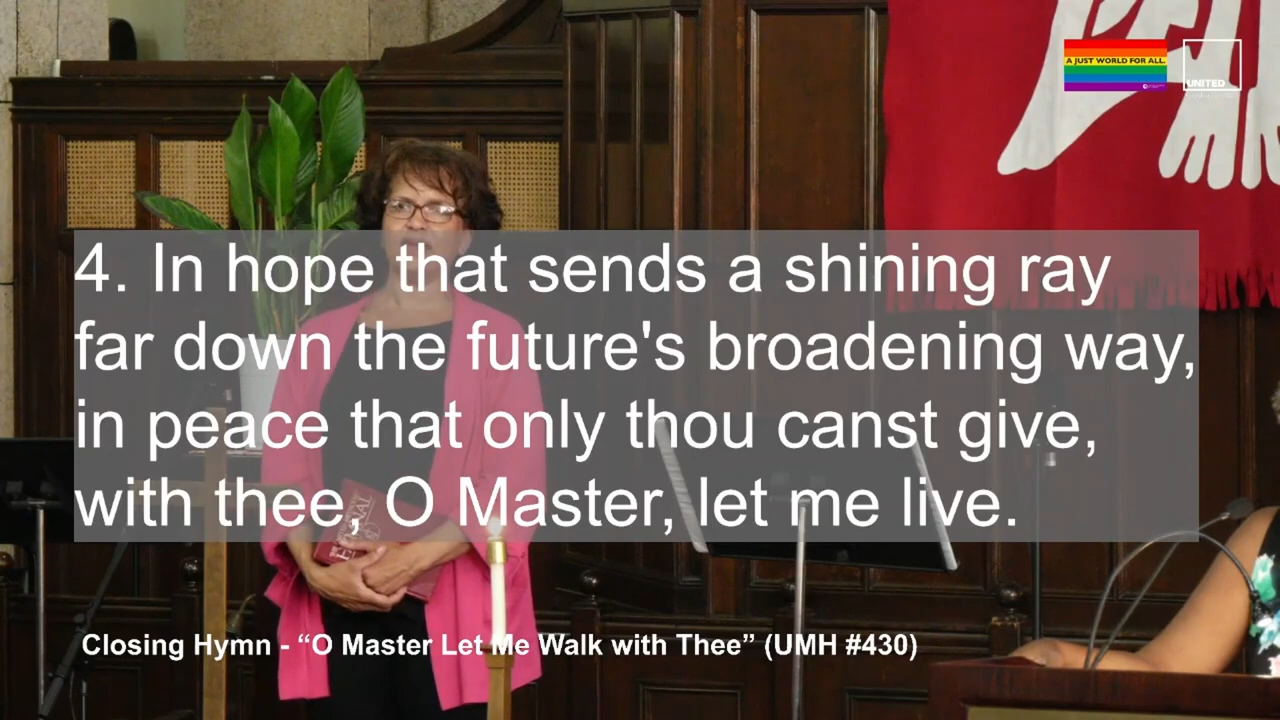 A JUST WORLD FOR ALL.
UNITED
4. In hope that sends a shining ray
far down the future's broadening way,
in peace that only thou canst give,
with thee, O Master, let me live.
Closing Hymn - “O Master Let Me Walk with Thee” (UMH #430)